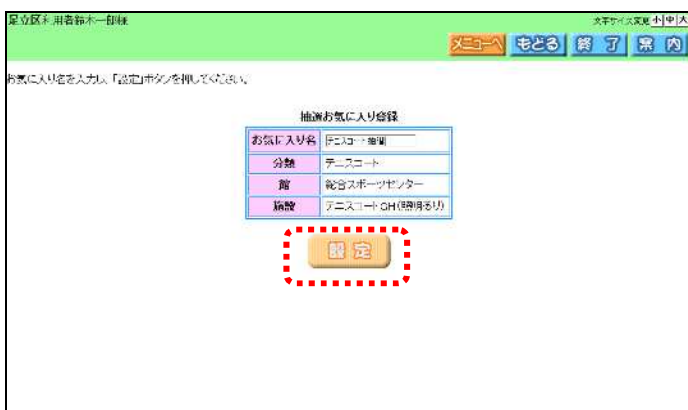 足立区利用者鈴木一郎様
文字サイズ変更 小 中 大
メニューへ もどる 終 了 案 内
お気に入り名を入力し、「設定」ボタンを押してください。
抽選お気に入り登録
お気に入り名 テニスコート抽選
分類 テニスコート
館 総合スポーツセンター
施設 テニスコートGH(照明あり)
設 定